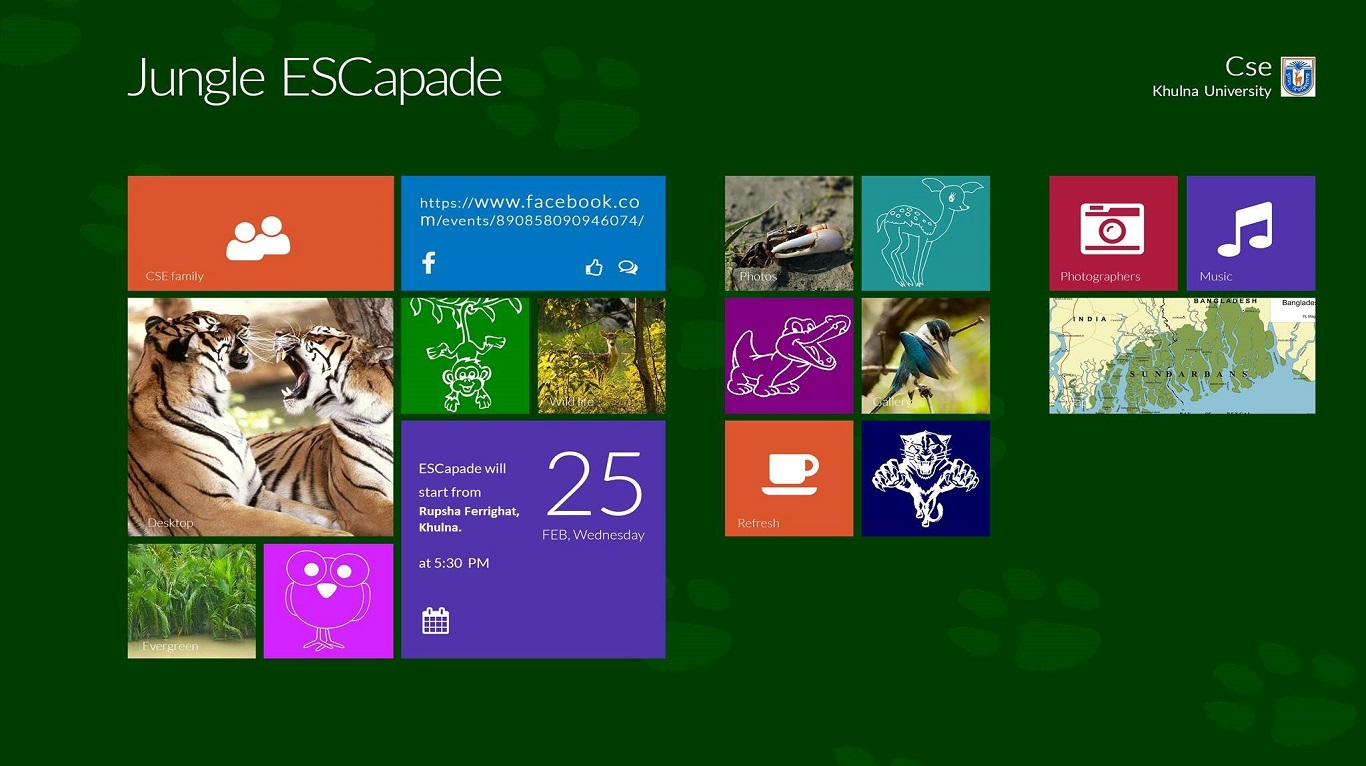 Jungle ESCapade
Cse
Khulna University
CSE family
https://www.facebook.co
m/events/890858090946074/
Desktop
Wild life
ESCapade will
start from
Rupsha Ferrighat,
Khulna.
at 5:30 PM
25
FEB, Wednesday
Evergreen
Photos
Gallery
Refresh
Photographers
Music
BANGLADESH
INDIA
SUNDARBANS